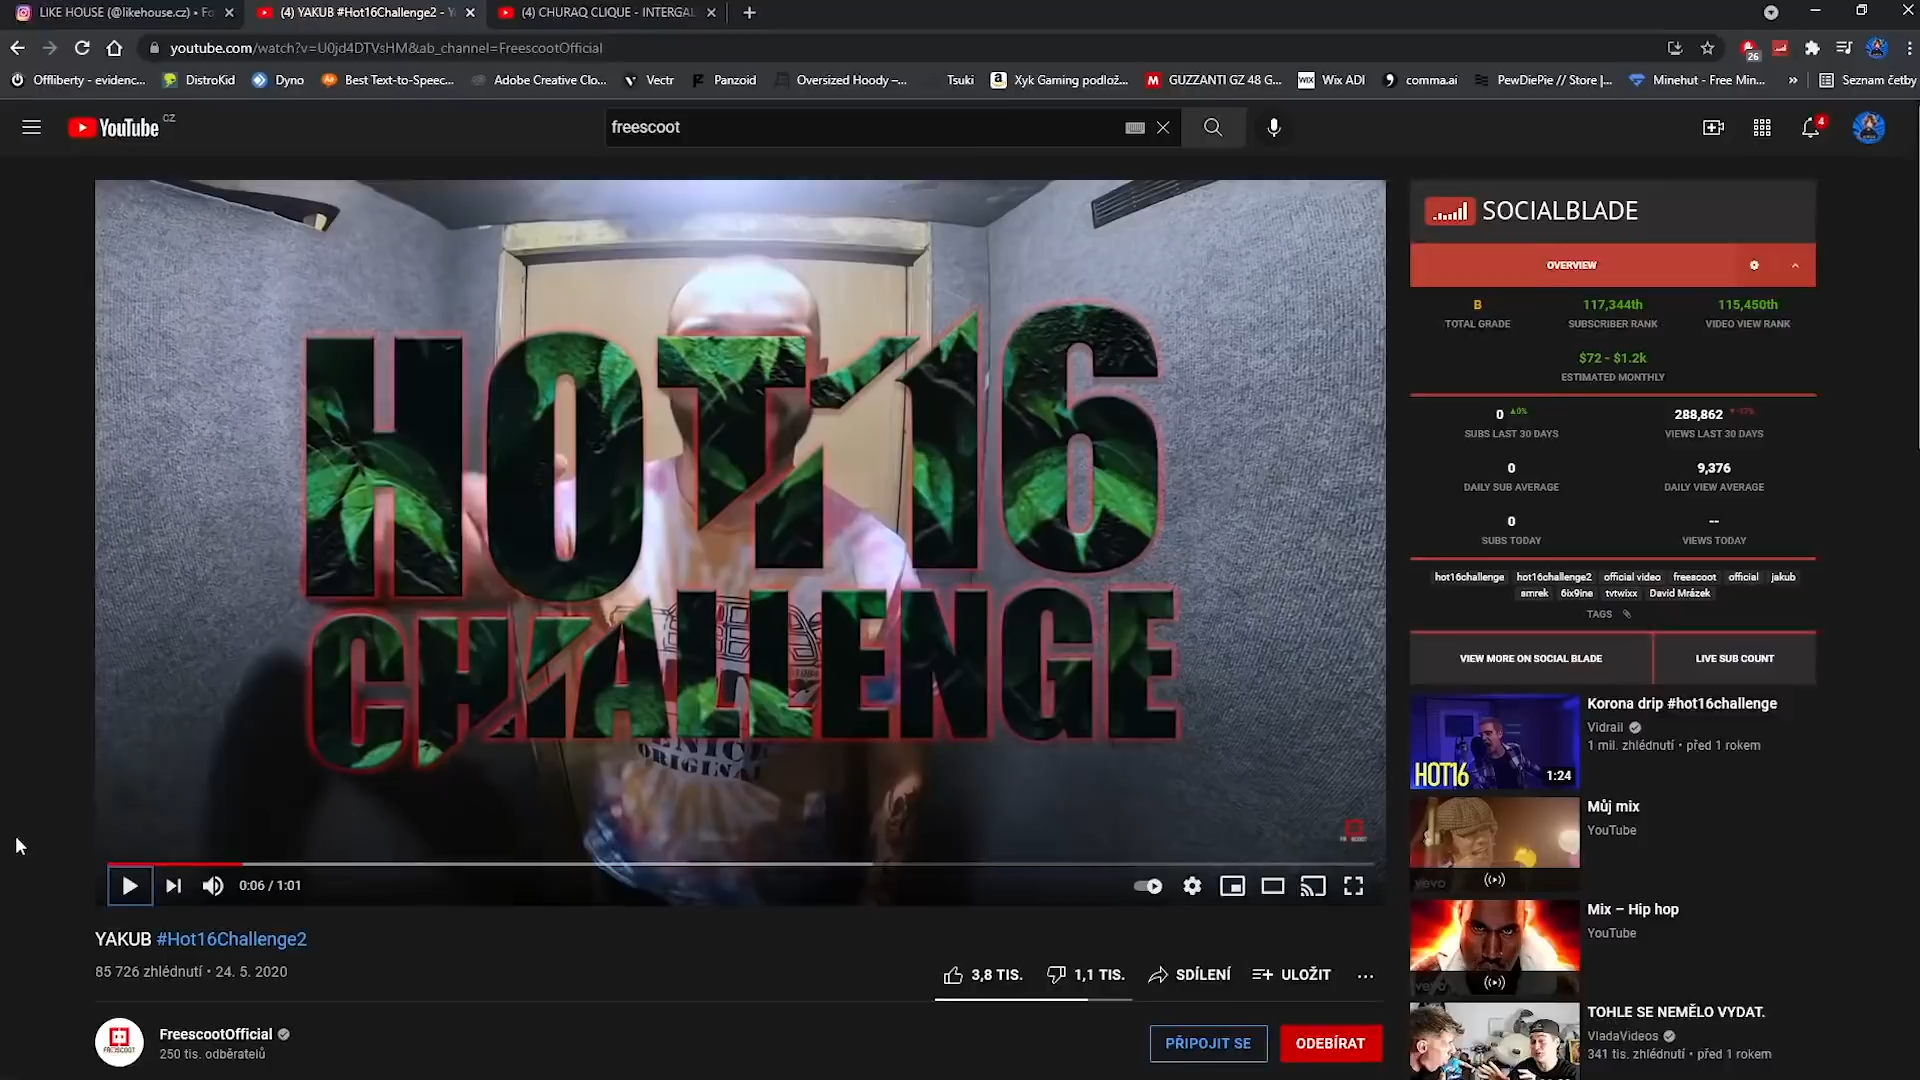 LIKE HOUSE (@likehouse.cz) • Fo
(4) YAKUB #Hot16Challenge2 - Y
(4) CHURAQ CLIQUE - INTERGAL
youtube.com/watch?v=U0jd4DTVsHM&ab_channel=FreescootOfficial
26
Offliberty - evidenc...
DistroKid
Dyno
Best Text-to-Speec...
Adobe Creative Clo...
Vectr
Panzoid
Oversized Hoody –...
Tsuki
Xyk Gaming podlož...
GUZZANTI GZ 48 G...
Wix ADI
comma.ai
PewDiePie // Store |...
Minehut - Free Min...
»
Seznam četby
YouTube CZ
freescoot
4
HOT16
CHALLENGE
ORIGINAL
FREESCOOT
0:06 / 1:01
YAKUB #Hot16Challenge2
85 726 zhlédnutí • 24. 5. 2020
3,8 TIS.
1,1 TIS.
SDÍLENÍ
ULOŽIT
FREESCOOT
FreescootOfficial
250 tis. odběratelů
PŘIPOJIT SE
ODEBÍRAT
SOCIALBLADE
OVERVIEW
B
117,344th
115,450th
TOTAL GRADE
SUBSCRIBER RANK
VIDEO VIEW RANK
$72 - $1.2k
ESTIMATED MONTHLY
0 ▲0%
288,862
SUBS LAST 30 DAYS
VIEWS LAST 30 DAYS
0
9,376
DAILY SUB AVERAGE
DAILY VIEW AVERAGE
0
--
SUBS TODAY
VIEWS TODAY
hot16challenge hot16challenge2 official video freescoot official jakub
smrek 6ix9ine tvtwixx David Mrázek
TAGS
VIEW MORE ON SOCIAL BLADE
LIVE SUB COUNT
HOT16
1:24
Korona drip #hot16challenge
Vidrail
1 mil. zhlédnutí • před 1 rokem
vevo
Můj mix
YouTube
vevo
Mix – Hip hop
YouTube
TOHLE SE NEMĚLO VYDAT.
VladaVideos
341 tis. zhlédnutí • před 1 rokem